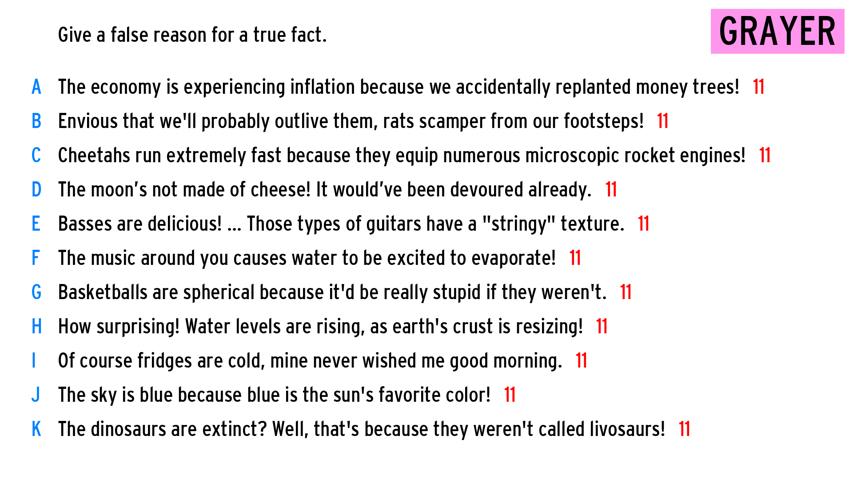 Give a false reason for a true fact.
GRAYER
A The economy is experiencing inflation because we accidentally replanted money trees! 11
B Envious that we'll probably outlive them, rats scamper from our footsteps! 11
C Cheetahs run extremely fast because they equip numerous microscopic rocket engines! 11
D The moon’s not made of cheese! It would’ve been devoured already. 11
E Basses are delicious! ... Those types of guitars have a "stringy" texture. 11
F The music around you causes water to be excited to evaporate! 11
G Basketballs are spherical because it'd be really stupid if they weren't. 11
H How surprising! Water levels are rising, as earth's crust is resizing! 11
I Of course fridges are cold, mine never wished me good morning. 11
J The sky is blue because blue is the sun's favorite color! 11
K The dinosaurs are extinct? Well, that's because they weren't called livosaurs! 11